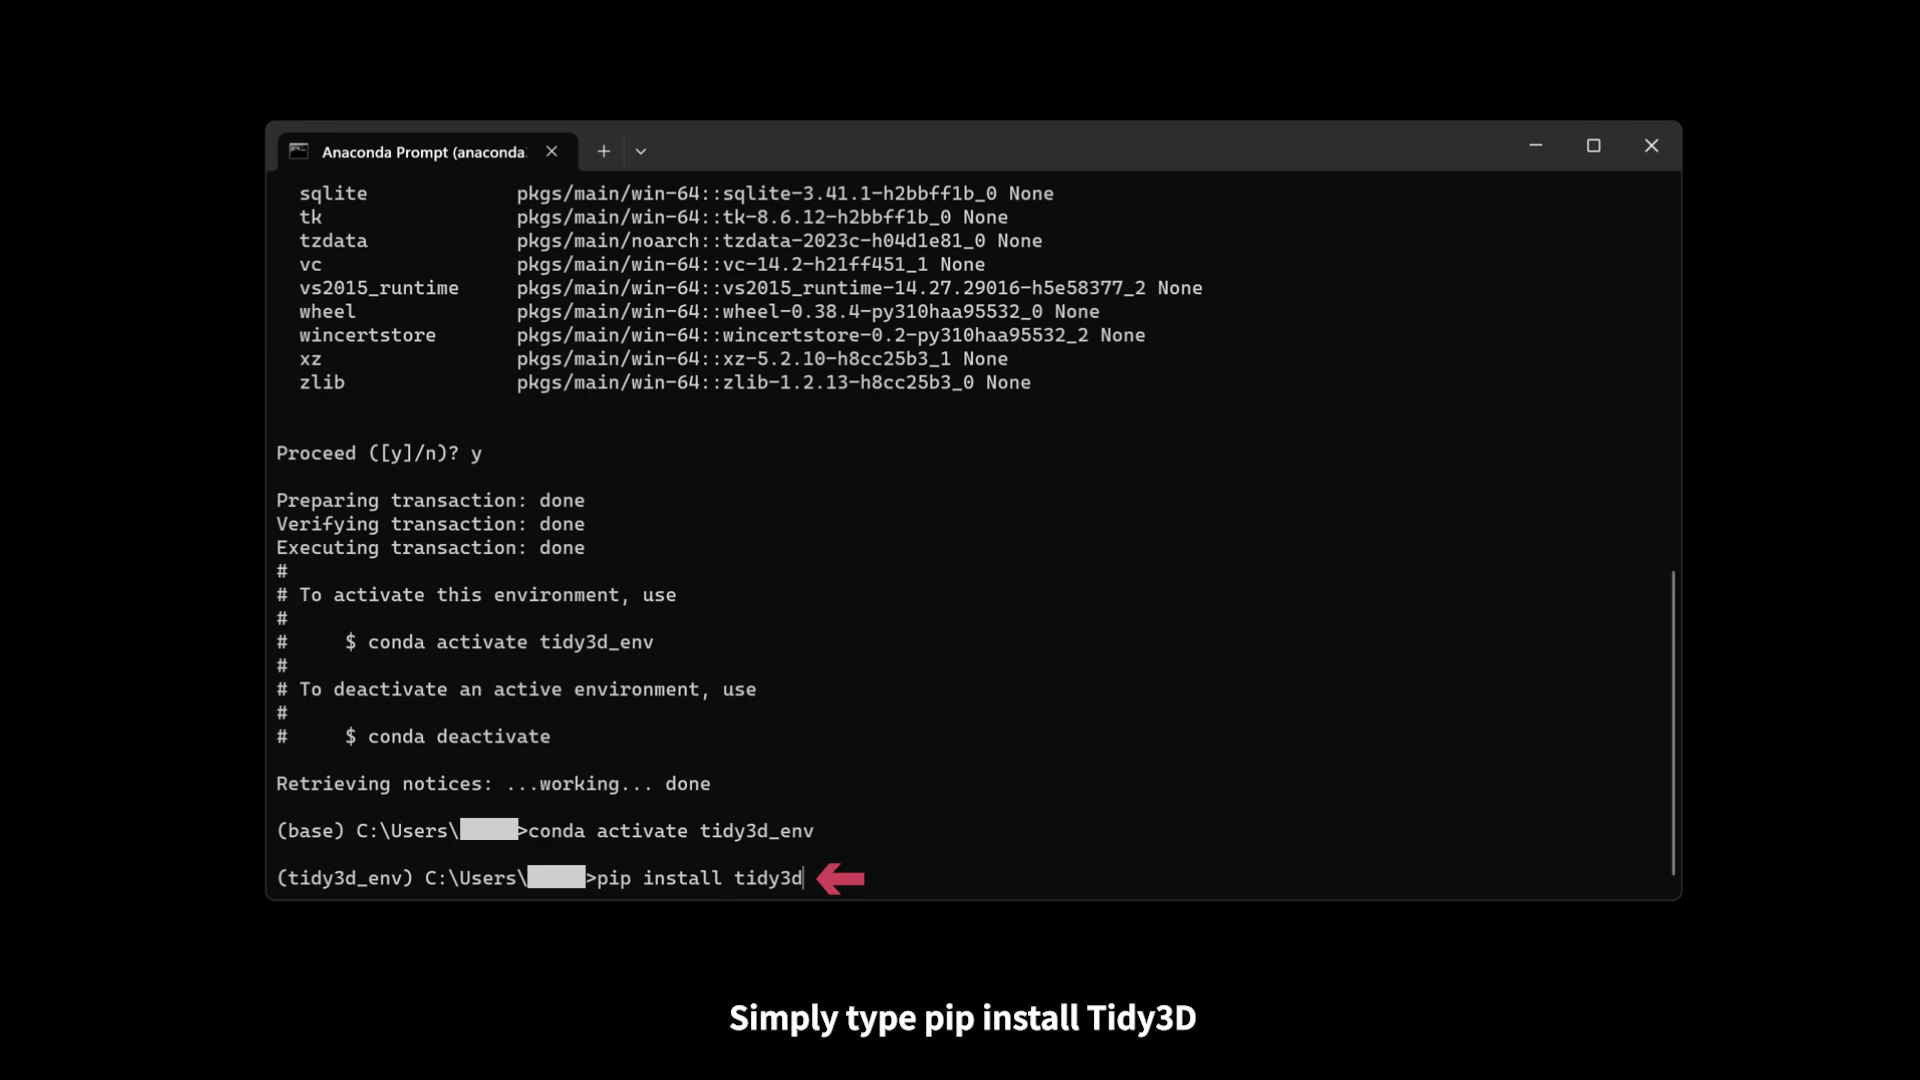 Anaconda Prompt (anaconda
sqlite pkgs/main/win-64::sqlite-3.41.1-h2bbff1b_0 None
tk pkgs/main/win-64::tk-8.6.12-h2bbff1b_0 None
tzdata pkgs/main/noarch::tzdata-2023c-h04d1e81_0 None
vc pkgs/main/win-64::vc-14.2-h21ff451_1 None
vs2015_runtime pkgs/main/win-64::vs2015_runtime-14.27.29016-h5e58377_2 None
wheel pkgs/main/win-64::wheel-0.38.4-py310haa95532_0 None
wincertstore pkgs/main/win-64::wincertstore-0.2-py310haa95532_2 None
xz pkgs/main/win-64::xz-5.2.10-h8cc25b3_1 None
zlib pkgs/main/win-64::zlib-1.2.13-h8cc25b3_0 None
Proceed ([y]/n)? y
Preparing transaction: done
Verifying transaction: done
Executing transaction: done
#
# To activate this environment, use
#
# $ conda activate tidy3d_env
#
# To deactivate an active environment, use
#
# $ conda deactivate
Retrieving notices: ...working... done
(base) C:\Users\ >conda activate tidy3d_env
(tidy3d_env) C:\Users\ >pip install tidy3d
Simply type pip install Tidy3D